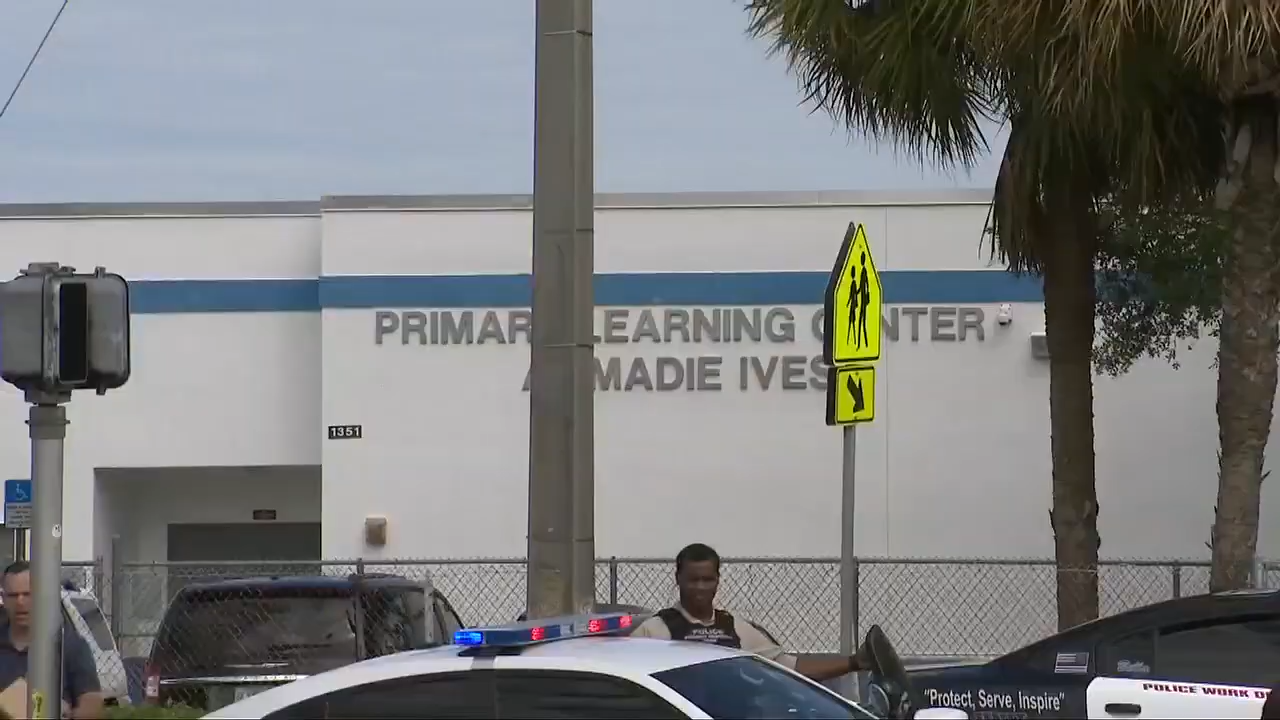 PRIMAR LEARNING C NTER
A MADIE IVES
1351
POLICE
"Protect, Serve, Inspire"
POLICE WORK